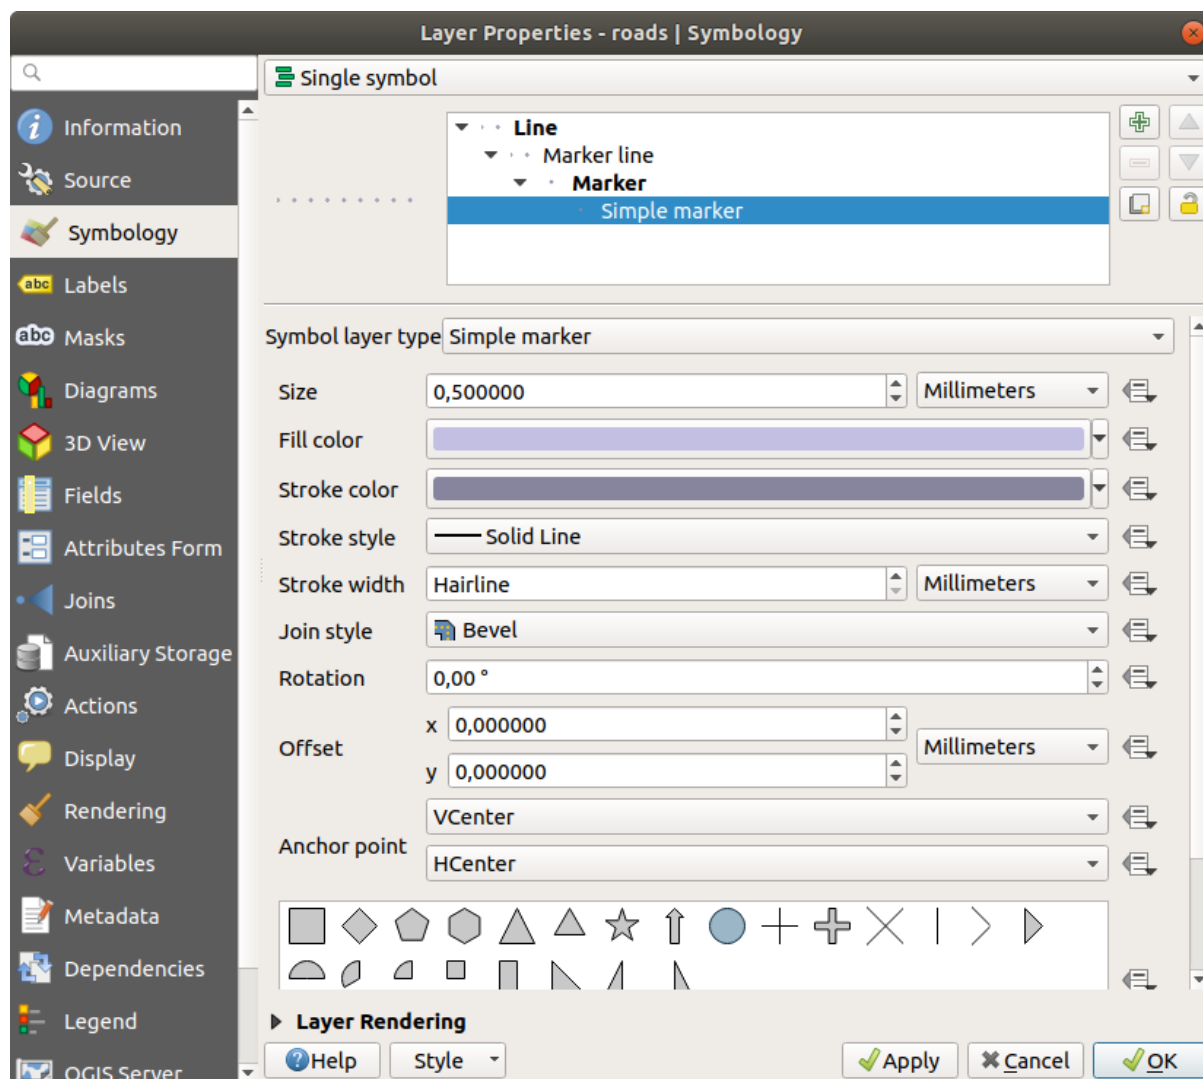 Layer Properties - roads | Symbology
Single symbol
Information
Source
Symbology
abc Labels
abc Masks
Diagrams
3D View
Fields
Attributes Form
Joins
Auxiliary Storage
Actions
Display
Rendering
Variables
Metadata
Dependencies
Legend
QGIS Server
Line
Marker line
Marker
Simple marker
Symbol layer type Simple marker
Size 0,500000 Millimeters
Fill color
Stroke color
Stroke style Solid Line
Stroke width Hairline Millimeters
Join style Bevel
Rotation 0,00 °
Offset x 0,000000 Millimeters
y 0,000000
Anchor point VCenter
HCenter
Layer Rendering
Help Style Apply Cancel OK